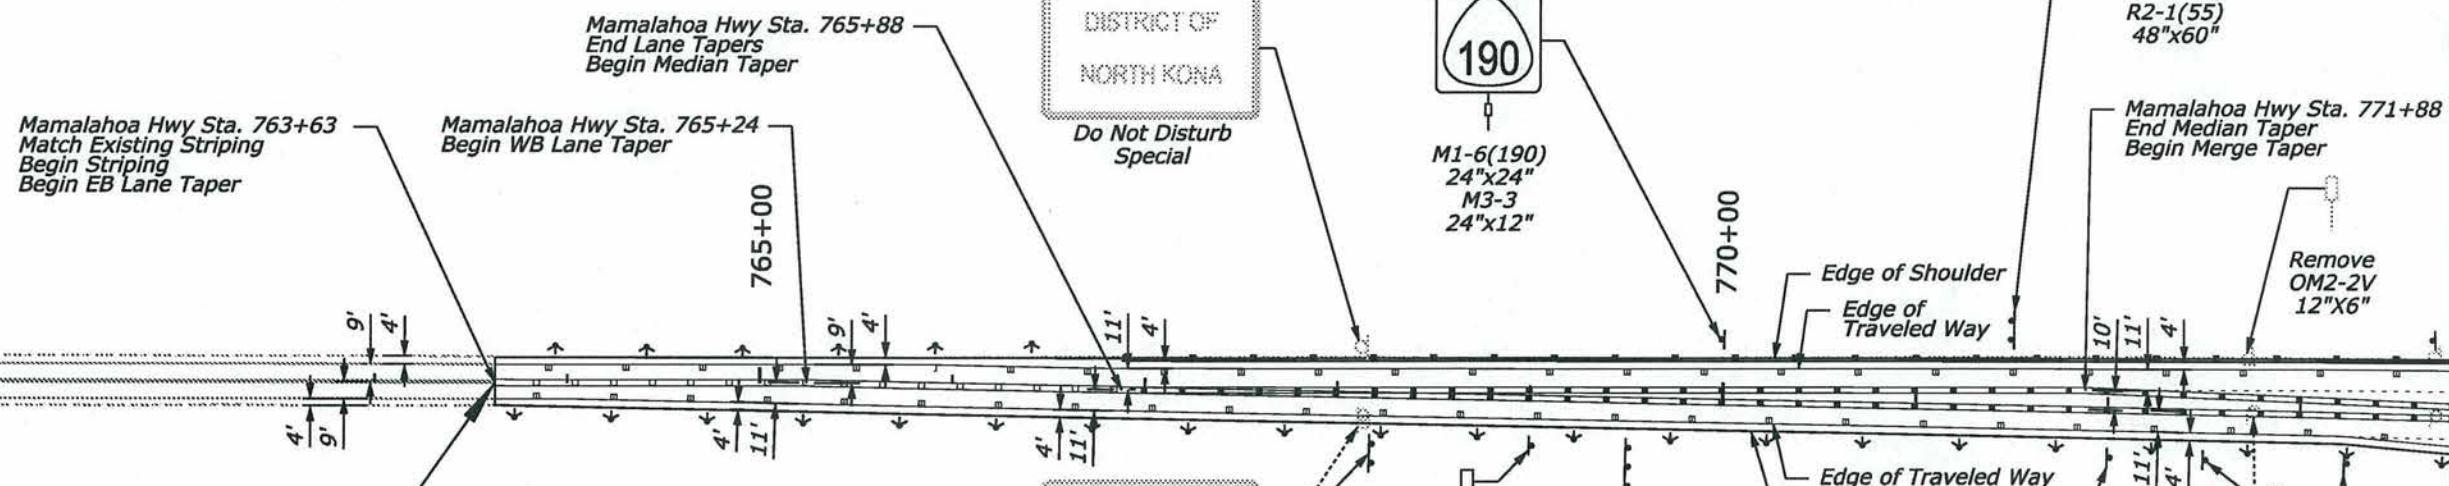 Mamalahoa Hwy Sta. 763+63
Match Existing Striping
Begin Striping
Begin EB Lane Taper
Mamalahoa Hwy Sta. 765+24
Begin WB Lane Taper
Mamalahoa Hwy Sta. 765+88
End Lane Tapers
Begin Median Taper
DISTRICT OF
NORTH KONA
Do Not Disturb
Special
190
M1-6(190)
24"x24"
M3-3
24"x12"
R2-1(55)
48"x60"
Mamalahoa Hwy Sta. 771+88
End Median Taper
Begin Merge Taper
Remove
OM2-2V
12"X6"
765+00
770+00
Edge of Shoulder
Edge of
Traveled Way
9'
4'
9'
4'
11'
4'
10'
11'
4'
4'
9'
4'
11'
4'
11'
11'
4'
Edge of Traveled Way